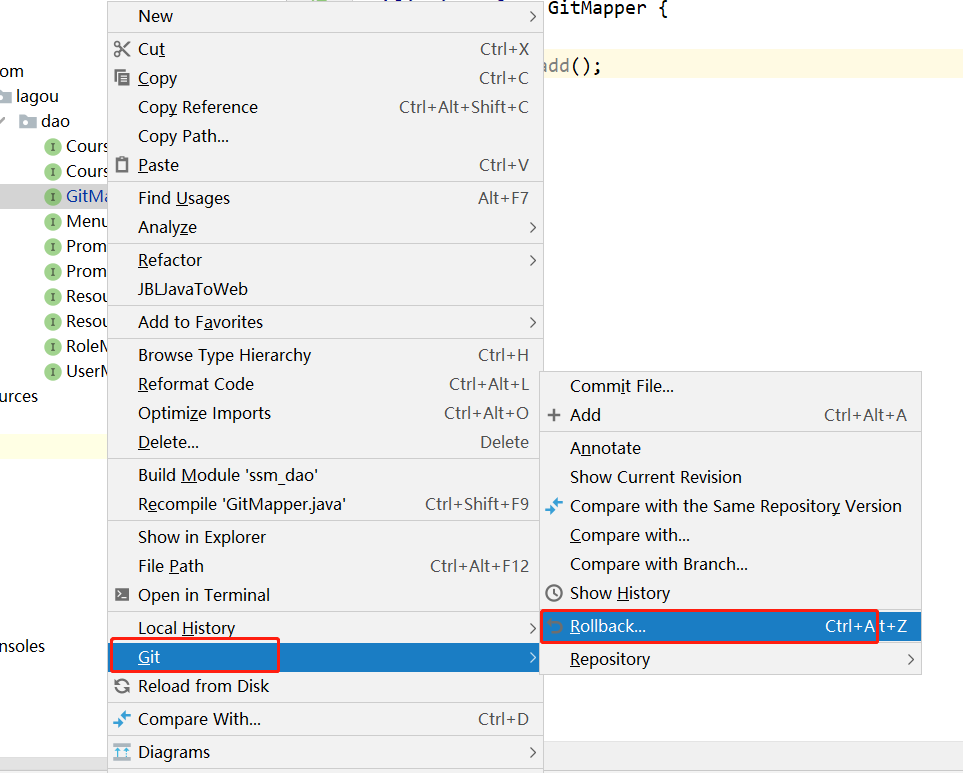 GitMapper {
add();
om
lagou
dao
Cours
Cours
GitMa
Menu
Prom
Prom
Resou
Resou
RoleM
UserM
urces
nsoles
New
Cut Ctrl+X
Copy Ctrl+C
Copy Reference Ctrl+Alt+Shift+C
Copy Path...
Paste Ctrl+V
Find Usages Alt+F7
Analyze
Refactor
JBLJavaToWeb
Add to Favorites
Browse Type Hierarchy Ctrl+H
Reformat Code Ctrl+Alt+L
Optimize Imports Ctrl+Alt+O
Delete... Delete
Build Module 'ssm_dao'
Recompile 'GitMapper.java' Ctrl+Shift+F9
Show in Explorer
File Path Ctrl+Alt+F12
Open in Terminal
Local History
Git
Reload from Disk
Compare With... Ctrl+D
Diagrams
Commit File...
Add Ctrl+Alt+A
Annotate
Show Current Revision
Compare with the Same Repository Version
Compare with...
Compare with Branch...
Show History
Rollback... Ctrl+Alt+Z
Repository